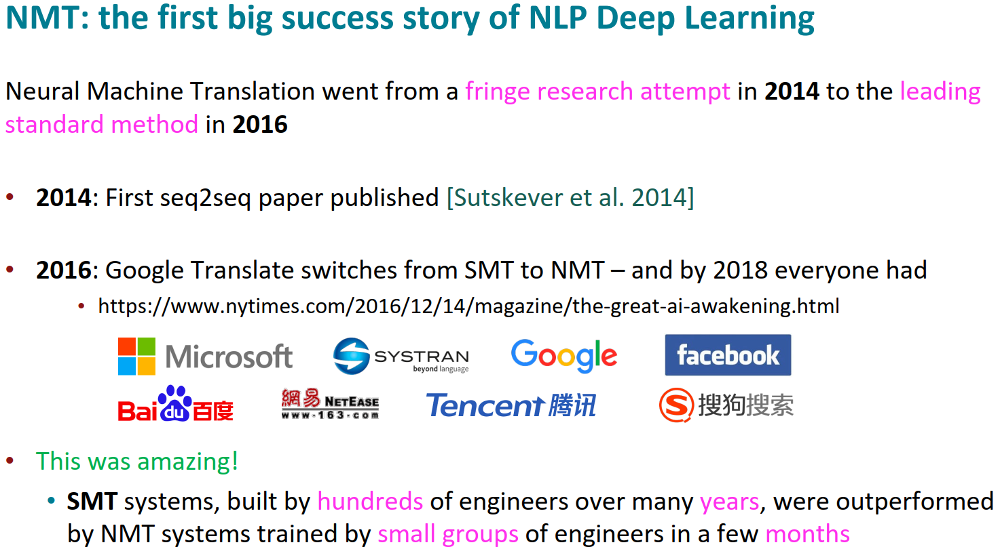 NMT: the first big success story of NLP Deep Learning
Neural Machine Translation went from a fringe research attempt in 2014 to the leading
standard method in 2016
• 2014: First seq2seq paper published [Sutskever et al. 2014]
• 2016: Google Translate switches from SMT to NMT – and by 2018 everyone had
• https://www.nytimes.com/2016/12/14/magazine/the-great-ai-awakening.html
Microsoft SYSTRAN Google facebook
beyond language
Bai du 百度 網易 NETEASE Tencent 腾讯 S 搜狗搜索
www.163.com
• This was amazing!
• SMT systems, built by hundreds of engineers over many years, were outperformed
by NMT systems trained by small groups of engineers in a few months